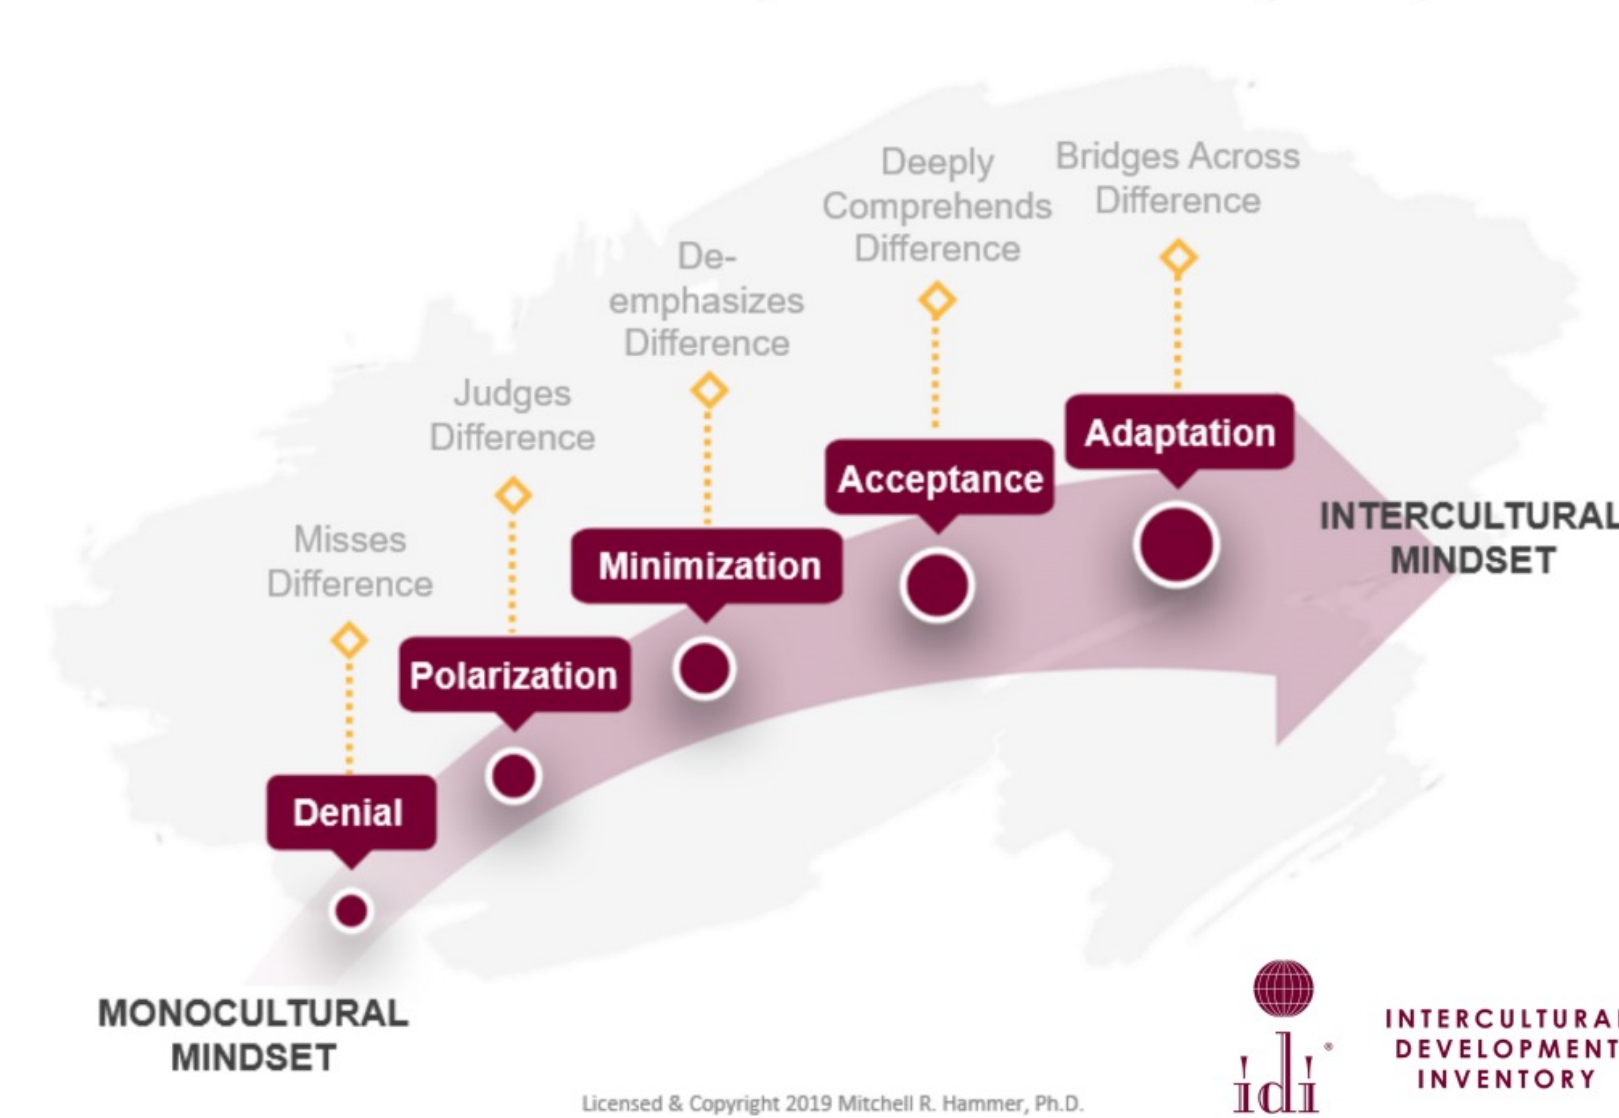 Deeply
Comprehends
Difference
Bridges Across
Difference
De-
emphasizes
Difference
Judges
Difference
Misses
Difference
Adaptation
Acceptance
Minimization
Polarization
Denial
INTERCULTURAL
MINDSET
MONOCULTURAL
MINDSET
idi®
INTERCULTURAL
DEVELOPMENT
INVENTORY
Licensed & Copyright 2019 Mitchell R. Hammer, Ph.D.